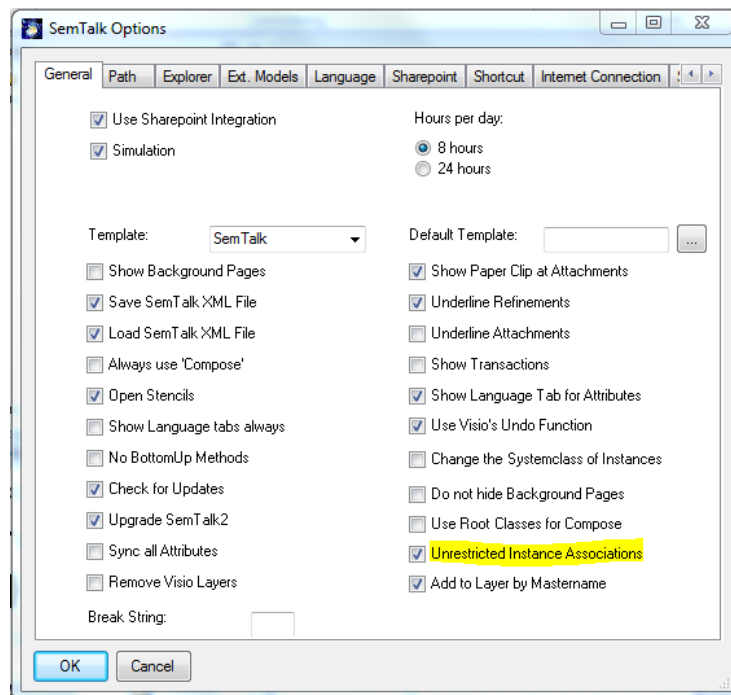 SemTalk Options
General Path Explorer Ext. Models Language Sharepoint Shortcut Internet Connection
Use Sharepoint Integration
Simulation
Hours per day:
8 hours
24 hours
Template: SemTalk
Default Template: ...
Show Background Pages
Save SemTalk XML File
Load SemTalk XML File
Always use 'Compose'
Open Stencils
Show Language tabs always
No BottomUp Methods
Check for Updates
Upgrade SemTalk2
Sync all Attributes
Remove Visio Layers
Break String:
Show Paper Clip at Attachments
Underline Refinements
Underline Attachments
Show Transactions
Show Language Tab for Attributes
Use Visio's Undo Function
Change the Systemclass of Instances
Do not hide Background Pages
Use Root Classes for Compose
Unrestricted Instance Associations
Add to Layer by Mastername
OK Cancel